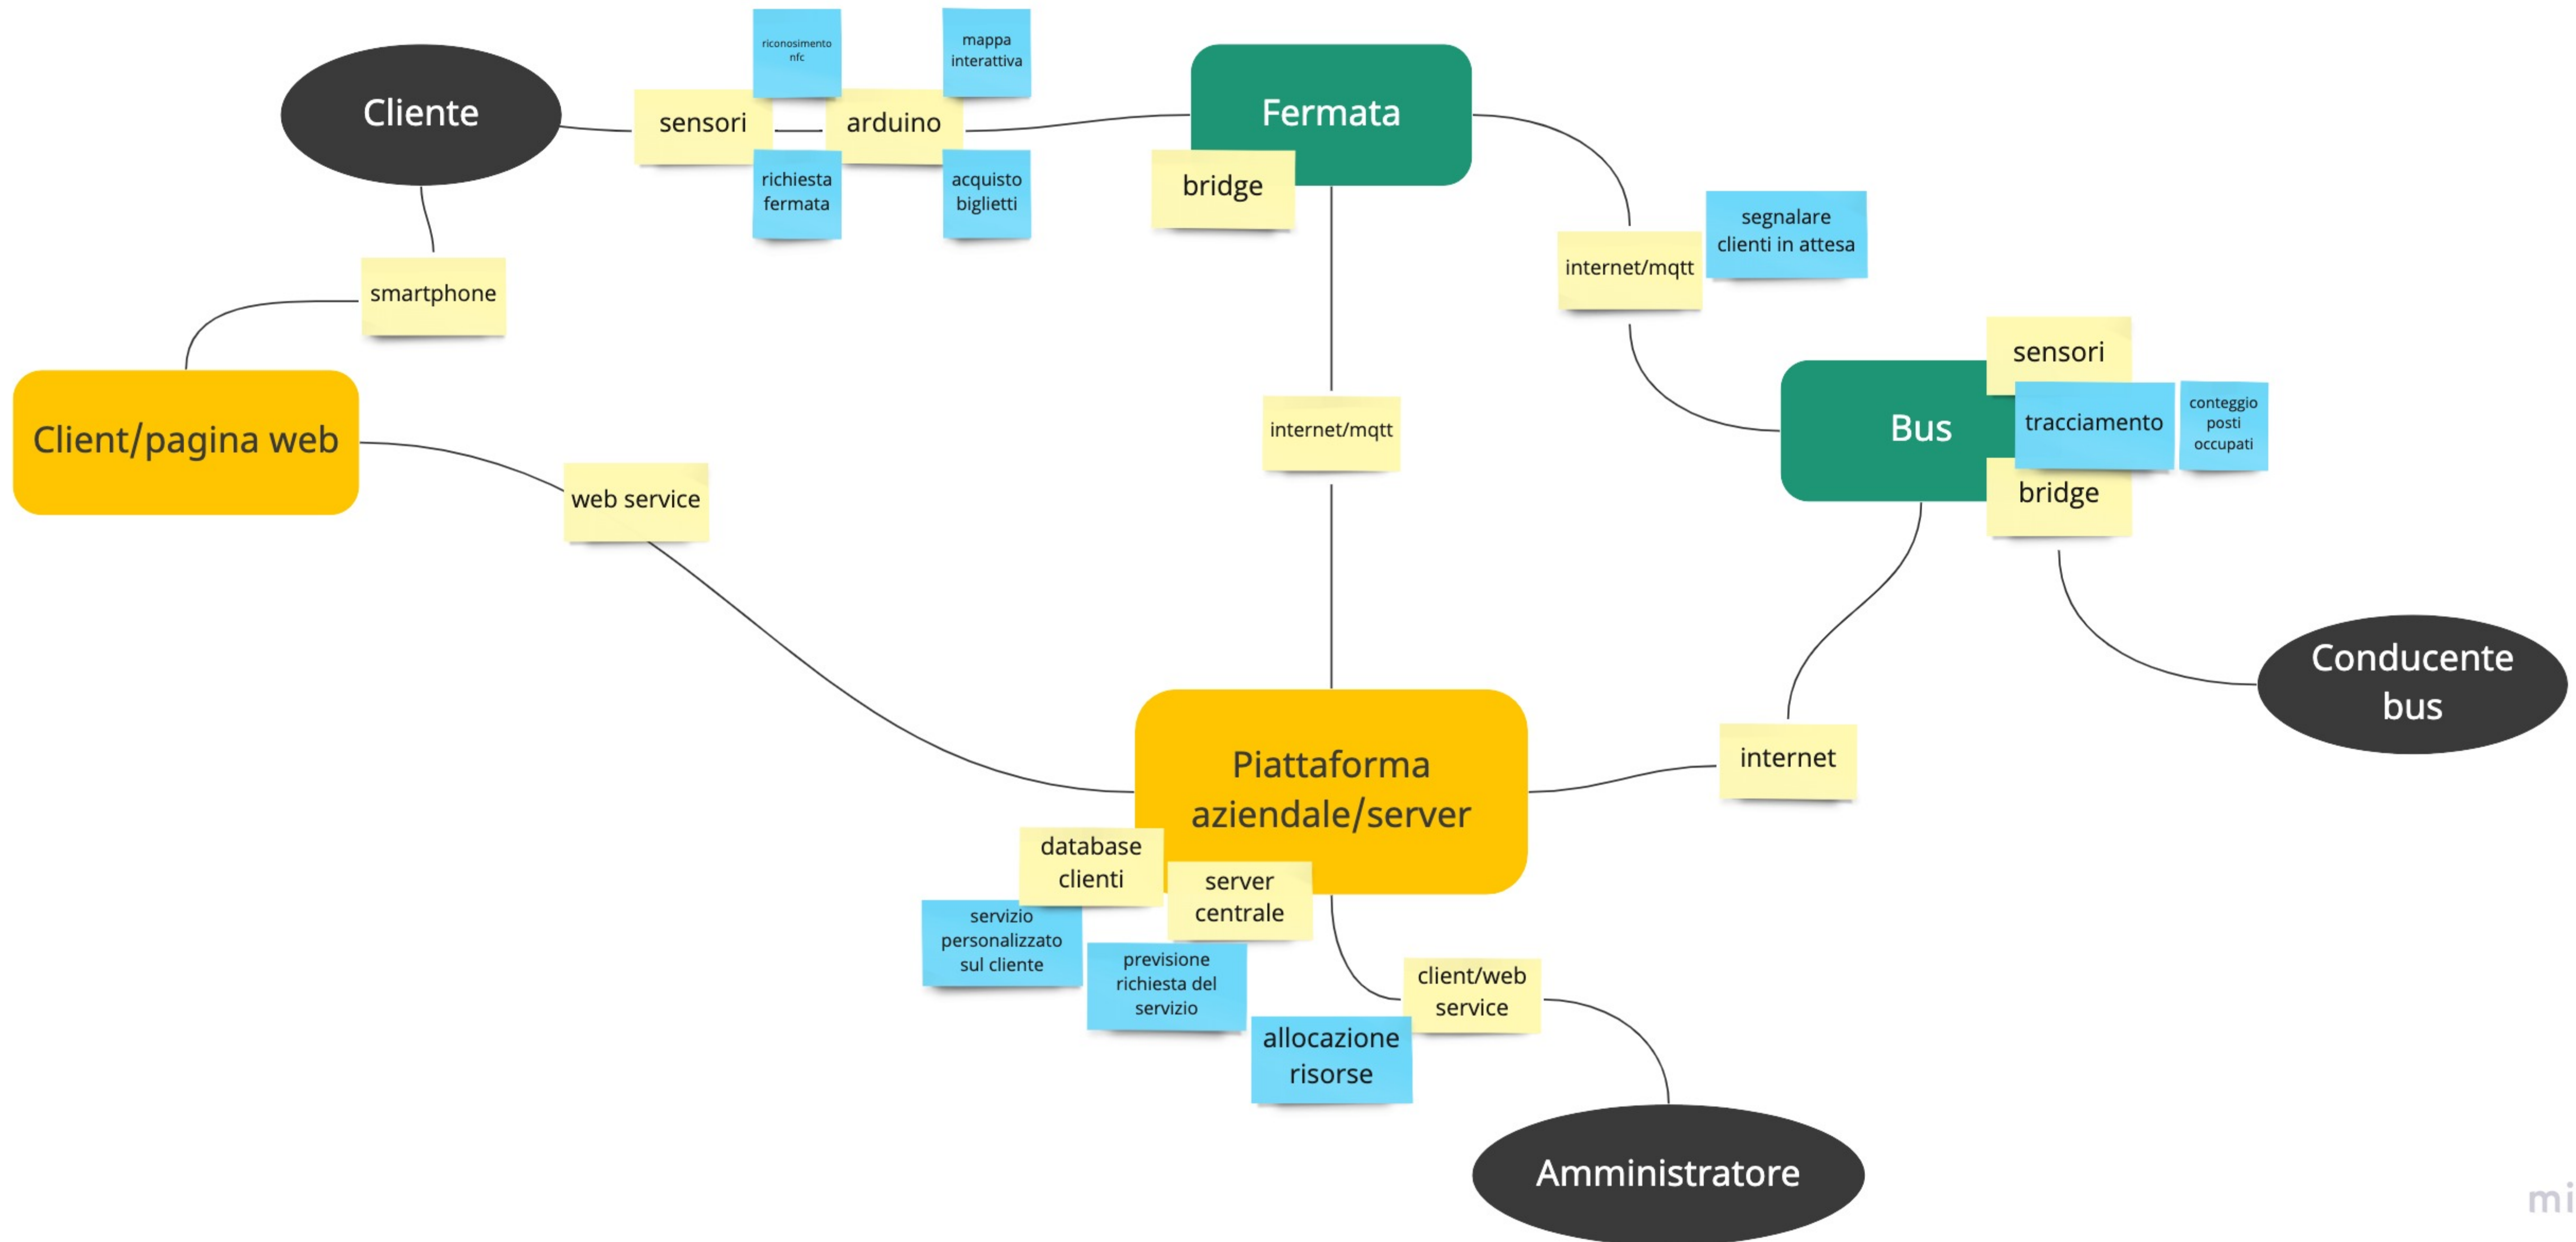 riconosimento
nfc
mappa
interattiva
Cliente
sensori
arduino
Fermata
richiesta
fermata
acquisto
biglietti
bridge
segnalare
clienti in attesa
internet/mqtt
smartphone
sensori
Client/pagina web
internet/mqtt
Bus
tracciamento
conteggio
posti
occupati
web service
bridge
Conducente
bus
Piattaforma
aziendale/server
internet
database
clienti
server
centrale
servizio
personalizzato
sul cliente
previsione
richiesta del
servizio
client/web
service
allocazione
risorse
Amministratore
mi